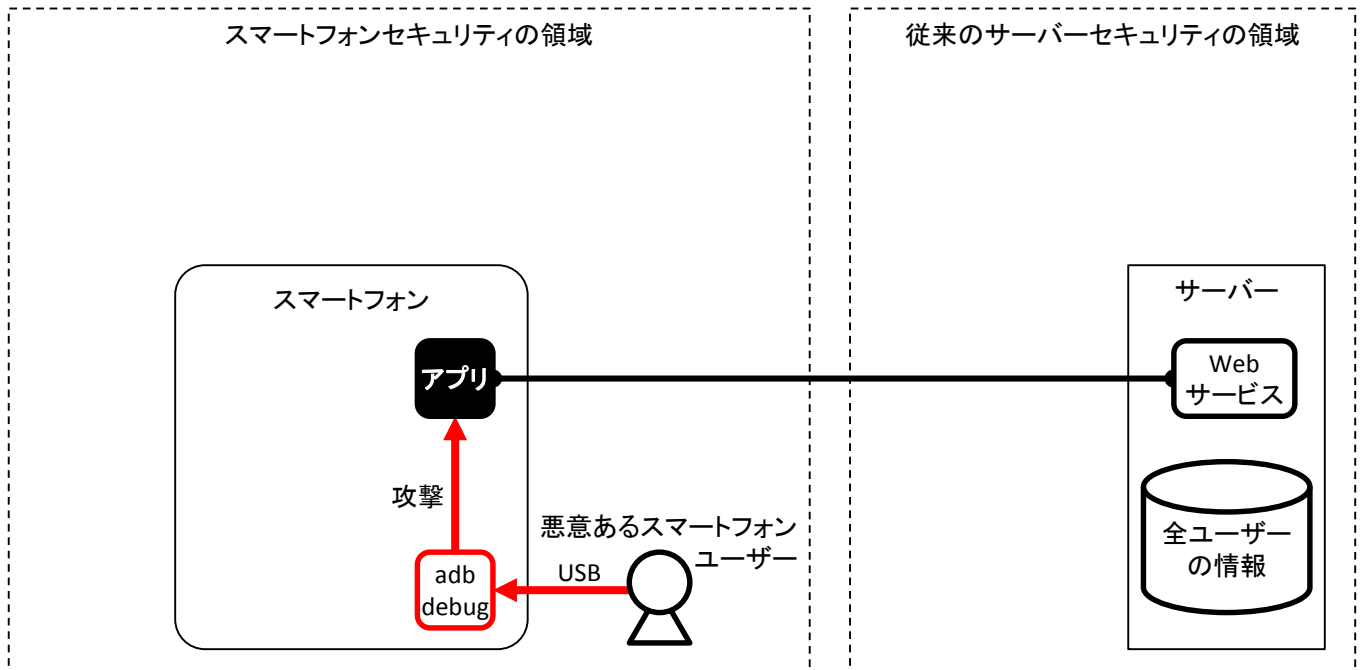 スマートフォンセキュリティの領域
従来のサーバーセキュリティの領域
スマートフォン
サーバー
アプリ
Web
サービス
攻撃
悪意あるスマートフォン
ユーザー
全ユーザー
の情報
adb
debug
USB